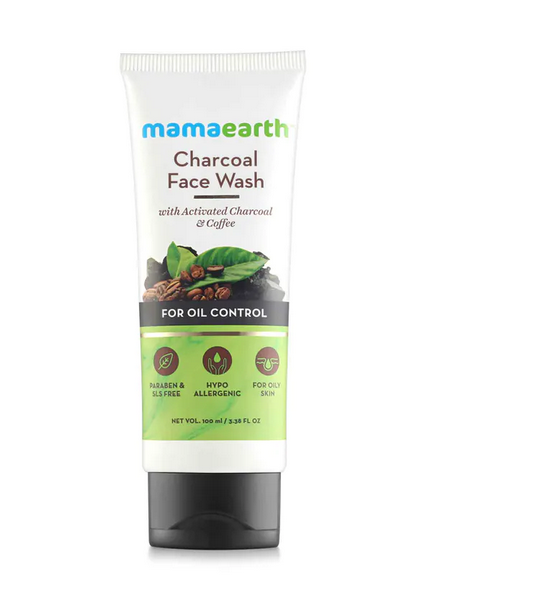 mamaearth
Charcoal
Face Wash
with Activated Charcoal
& Coffee
FOR OIL CONTROL
PARABEN &
SLS FREE
HYPO
ALLERGENIC
FOR OILY
SKIN
NET VOL. 100 ml / 3.38 FL OZ